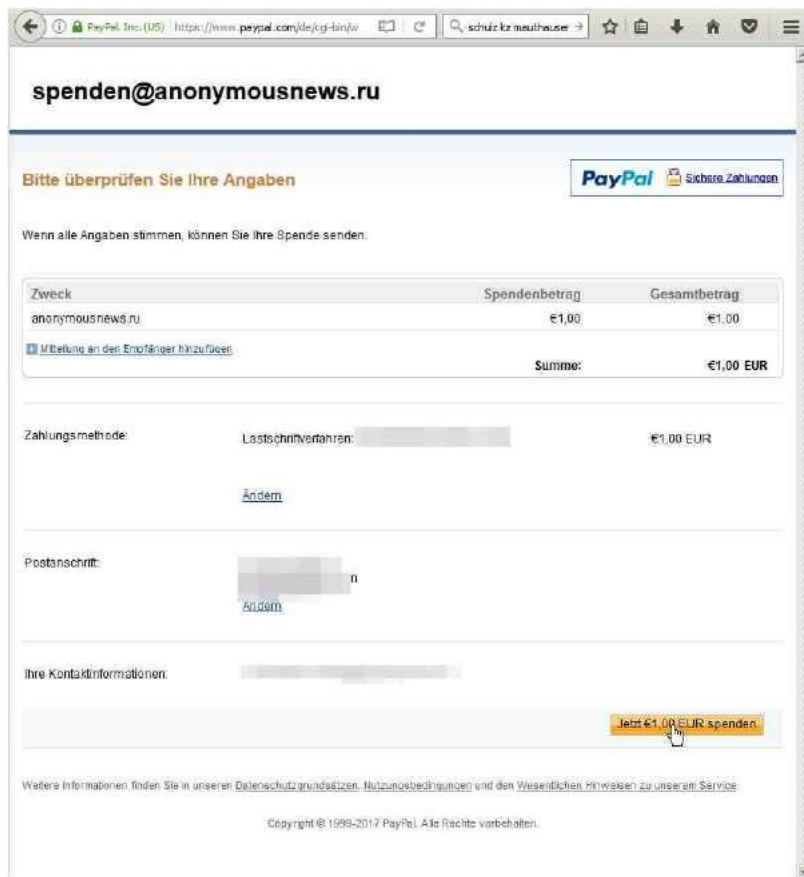 PayPal, Inc. (US) https://www.paypal.com/de/cgi-bin/w schulz kz mauthauser
spenden@anonymousnews.ru
Bitte überprüfen Sie Ihre Angaben
PayPal Sichere Zahlungen
Wenn alle Angaben stimmen, können Sie Ihre Spende senden.
Zweck Spendenbetrag Gesamtbetrag
anonymousnews.ru €1,00 €1,00
Mitteilung an den Empfänger hinzufügen
Summe: €1,00 EUR
Zahlungsmethode: Lastschriftverfahren: €1,00 EUR
Ändern
Postanschrift:
n
Ändern
Ihre Kontaktinformationen:
Jetzt €1,00 EUR spenden
Weitere Informationen finden Sie in unseren Datenschutzgrundsätzen, Nutzungsbedingungen und den Wesentlichen Hinweisen zu unserem Service.
Copyright © 1999-2017 PayPal. Alle Rechte vorbehalten.